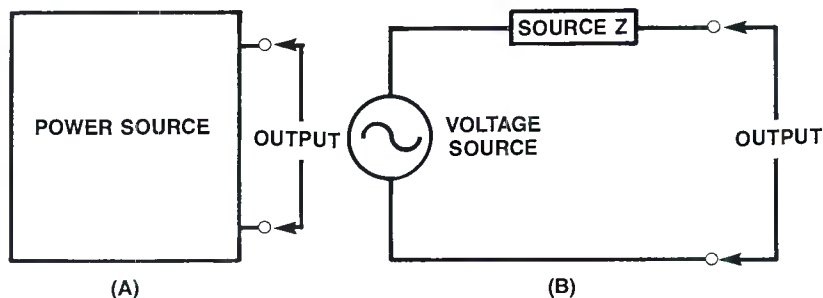 POWER SOURCE
OUTPUT
(A)
SOURCE Z
VOLTAGE
SOURCE
OUTPUT
(B)